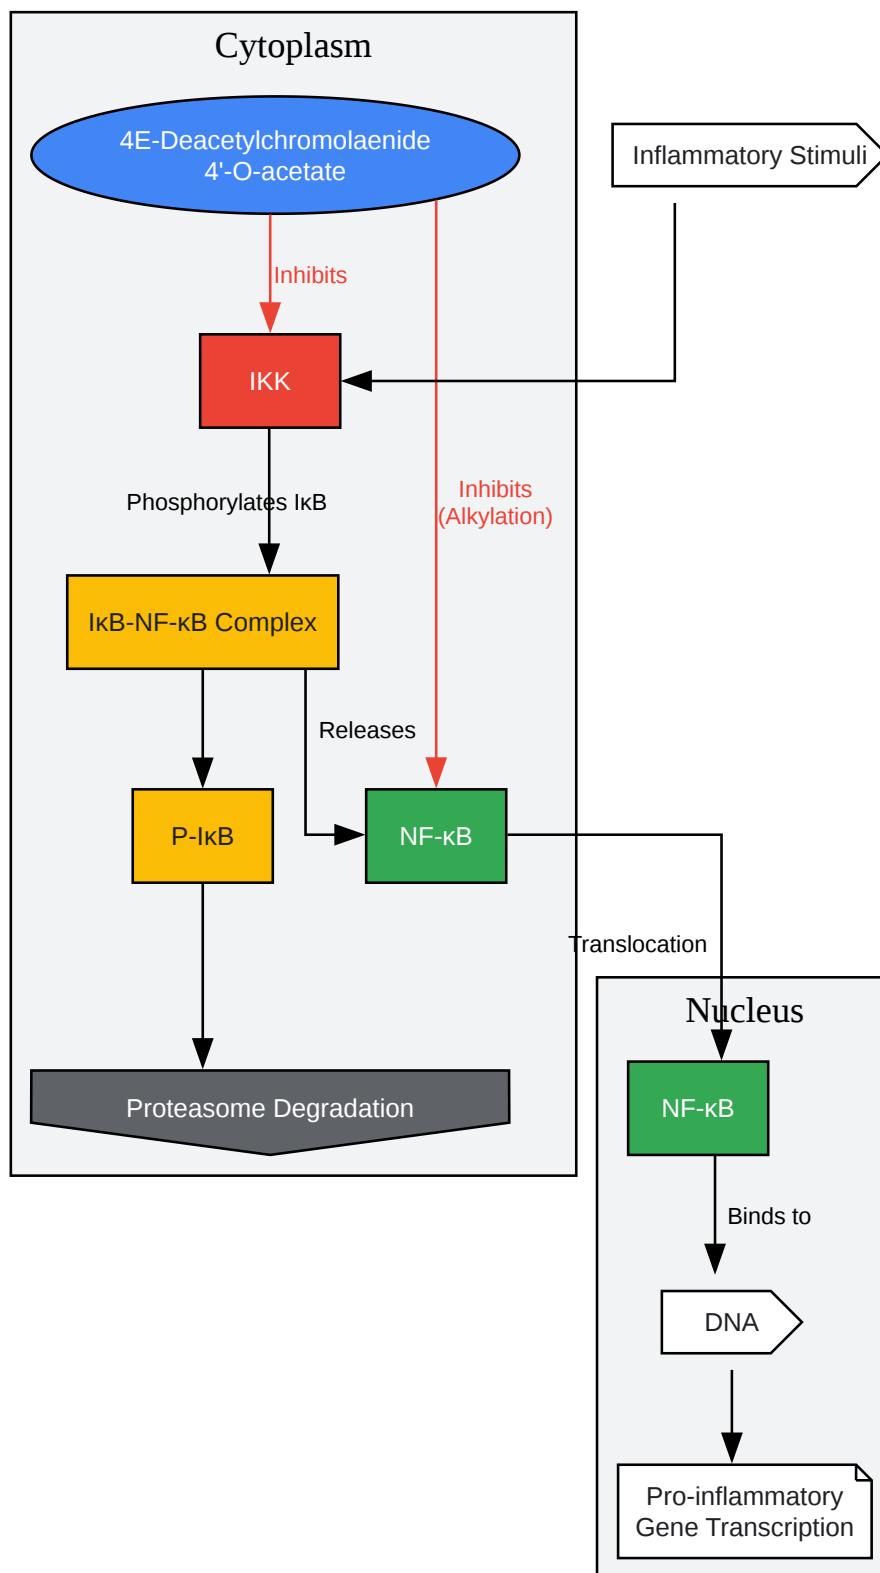 Cytoplasm
4E-Deacetylchromolaenide
4'-O-acetate
Inflammatory Stimuli
Inhibits
IKK
Phosphorylates IκB
Inhibits
(Alkylation)
IκB-NF-κB Complex
Releases
P-IκB
NF-κB
Translocation
Nucleus
Proteasome Degradation
NF-κB
Binds to
DNA
Pro-inflammatory
Gene Transcription